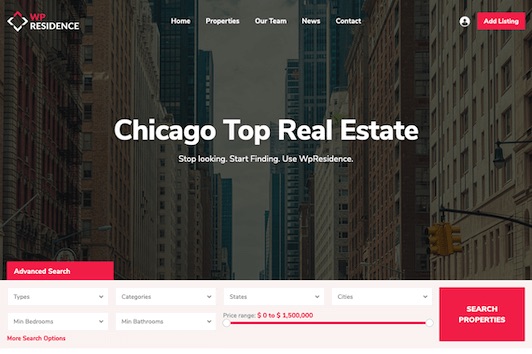 WP
RESIDENCE
Home Properties Our Team News Contact
Add Listing
Chicago Top Real Estate
Stop looking. Start Finding. Use WpResidence.
Advanced Search
Types Categories States Cities
SEARCH
PROPERTIES
Min Bedrooms Min Bathrooms Price range: $ 0 to $ 1,500,000
More Search Options